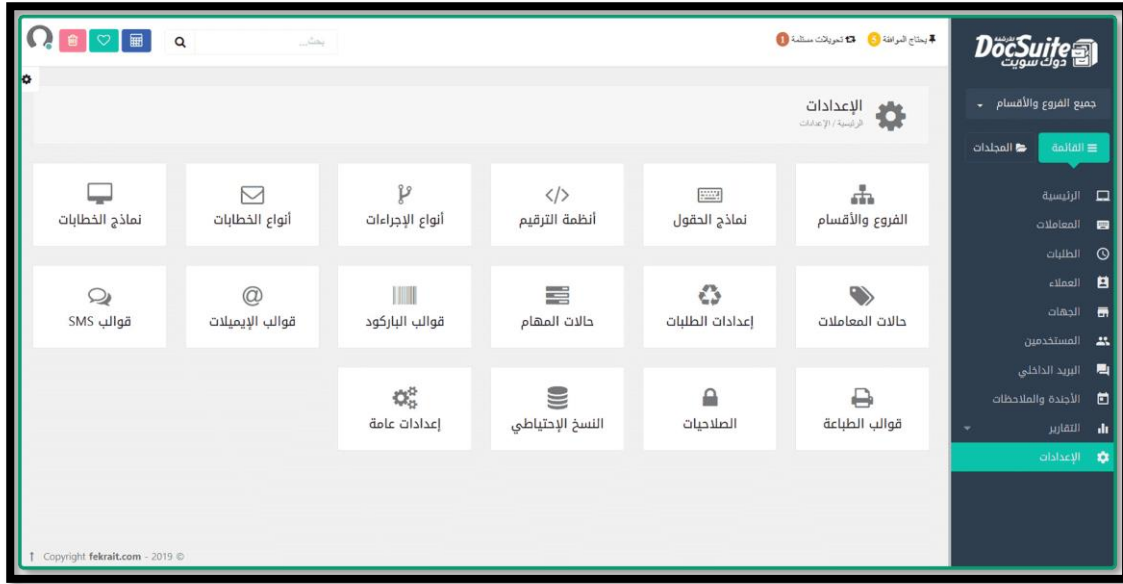 DocSuite
دوك سويت
جميع الفروع والأقسام
القائمة
المجلدات
الرئيسية
المعاملات
الطلبات
العملاء
الجهات
المستخدمين
البريد الداخلي
الأجندة والملاحظات
التقارير
الإعدادات
يحتاج الموافقة 5 تحويلات مستلمة 1
بحث...
الإعدادات
الرئيسية / الإعدادات
الفروع والأقسام
نماذج الحقول
أنظمة الترقيم
أنواع الإجراءات
أنواع الخطابات
نماذج الخطابات
حالات المعاملات
إعدادات الطلبات
حالات المهام
قوالب الباركود
قوالب الإيميلات
قوالب SMS
قوالب الطباعة
الصلاحيات
النسخ الإحتياطي
إعدادات عامة
Copyright fekrait.com - 2019 ©